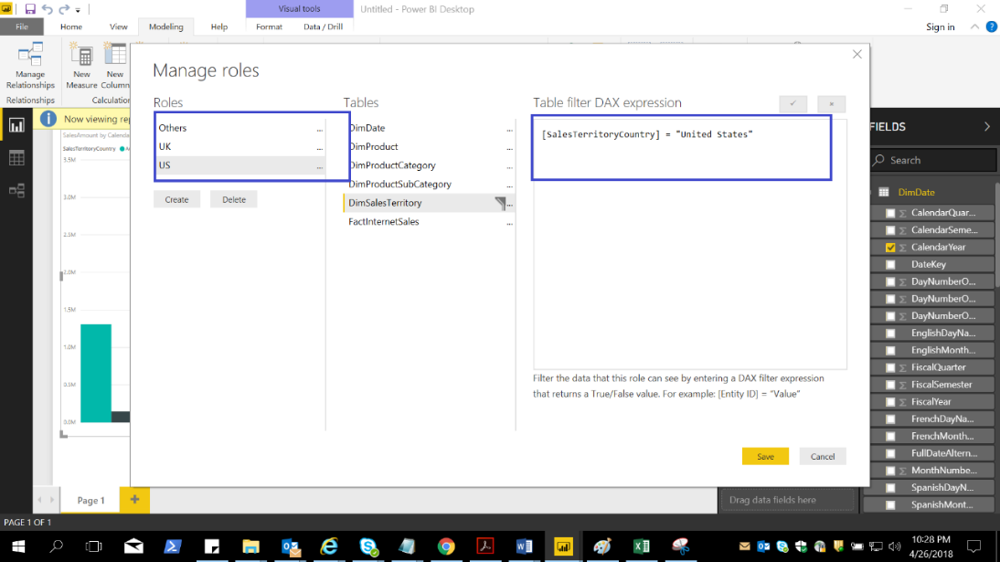 Visual tools
Untitled - Power BI Desktop
File
Home
View
Modeling
Help
Format
Data / Drill
Sign in
Manage
Relationships
New
Measure
New
Column
Relationships
Calculation
Now viewing rep
SalesAmount by Calendar
SalesTerritoryCountry
3.5M
3.0M
2.0M
1.5M
1.0M
0.5M
0.0M
Manage roles
Roles
Tables
Table filter DAX expression
Others ...
UK ...
US ...
Create
Delete
DimDate ...
DimProduct ...
DimProductCategory ...
DimProductSubCategory ...
DimSalesTerritory ...
FactInternetSales ...
[SalesTerritoryCountry] = "United States"
Filter the data that this role can see by entering a DAX filter expression
that returns a True/False value. For example: [Entity ID] = "Value"
Save
Cancel
FIELDS
Search
DimDate
CalendarQuar...
CalendarSeme...
CalendarYear
DateKey
DayNumberO...
DayNumberO...
DayNumberO...
EnglishDayNa...
EnglishMonth...
FiscalQuarter
FiscalSemester
FiscalYear
FrenchDayNa...
FrenchMonth...
FullDateAltern...
MonthNumbe...
SpanishDayN...
SpanishMont...
Drag data fields here
Page 1
PAGE 1 OF 1
10:28 PM
4/26/2018